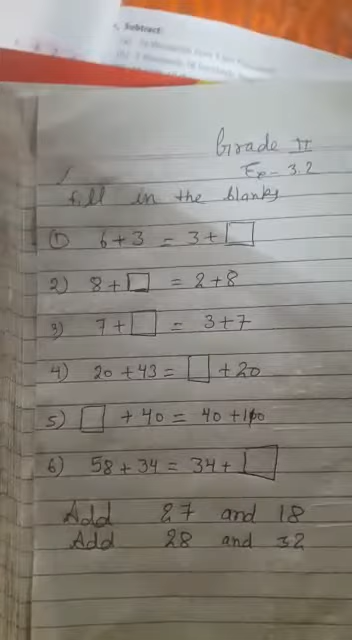 Subtract:
Grade II
Ex - 3.2
fill in the blanks
① 6+3 = 3+□
2) 8+□ = 2+8
3) 7+□ = 3+7
4) 20+43 = □+20
5) □ +40 = 40+
6) 58+34 = 34+□
Add 27 and 18
Add 28 and 32